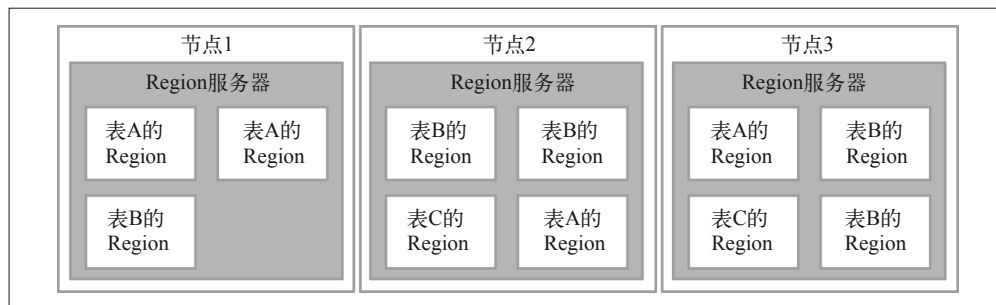 节点1
Region服务器
表A的
Region
表A的
Region
表B的
Region
节点2
Region服务器
表B的
Region
表B的
Region
表C的
Region
表A的
Region
节点3
Region服务器
表A的
Region
表B的
Region
表C的
Region
表B的
Region